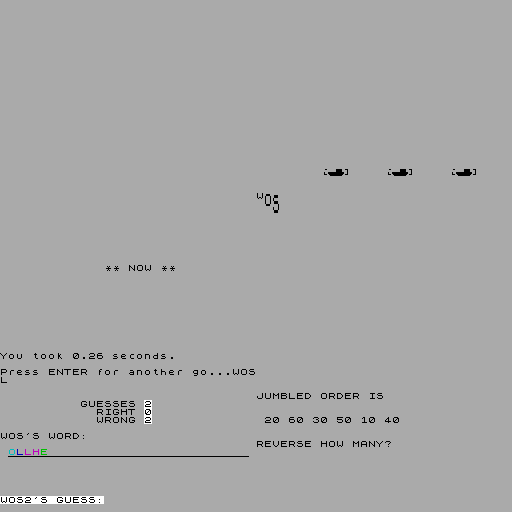 WOS
** NOW **
You took 0.26 seconds.
Press ENTER for another go...WOS
L
GUESSES 2
RIGHT 0
WRONG 2
WOS'S WORD:
OLLHE
WOS2'S GUESS:
JUMBLED ORDER IS
20 60 30 50 10 40
REVERSE HOW MANY?